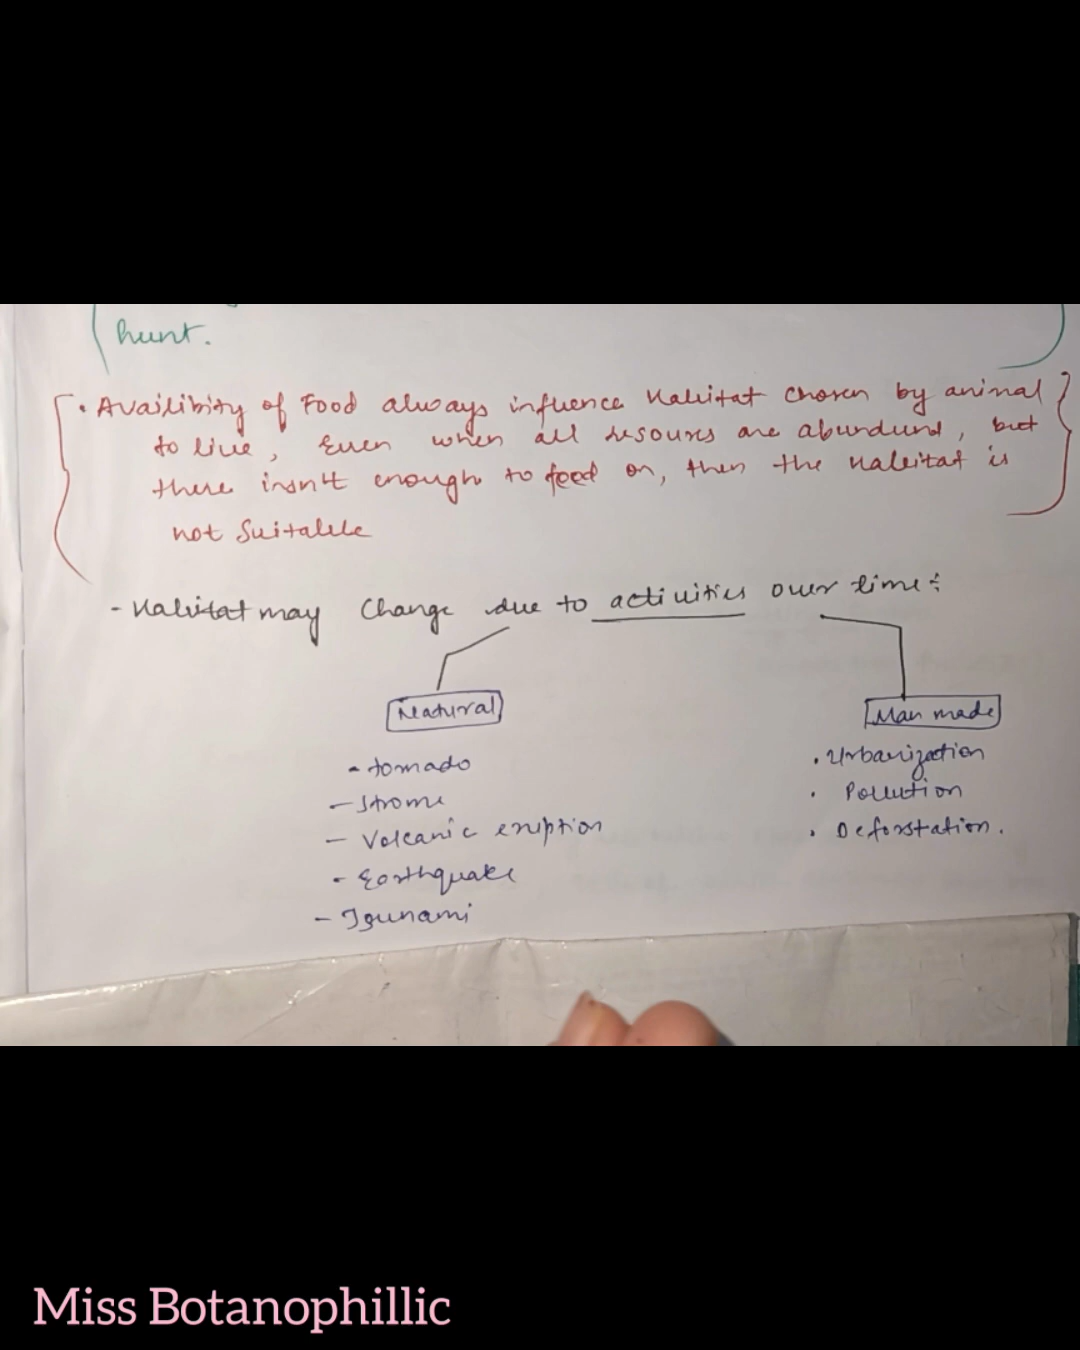 hunt.
• Availibity of Food always influence Habitat chosen by animal
to live, Even when all resours are abundund, but
there insn't enough to feed on, then the Habitat is
not Suitable
- Habitat may Change due to activities over time :
Natural
Man made
- tornado
- Strome
- Volcanic eruption
- Earthquake
- Tsunami
• Urbanization
• Pollution
• Deforstation.
Miss Botanophillic